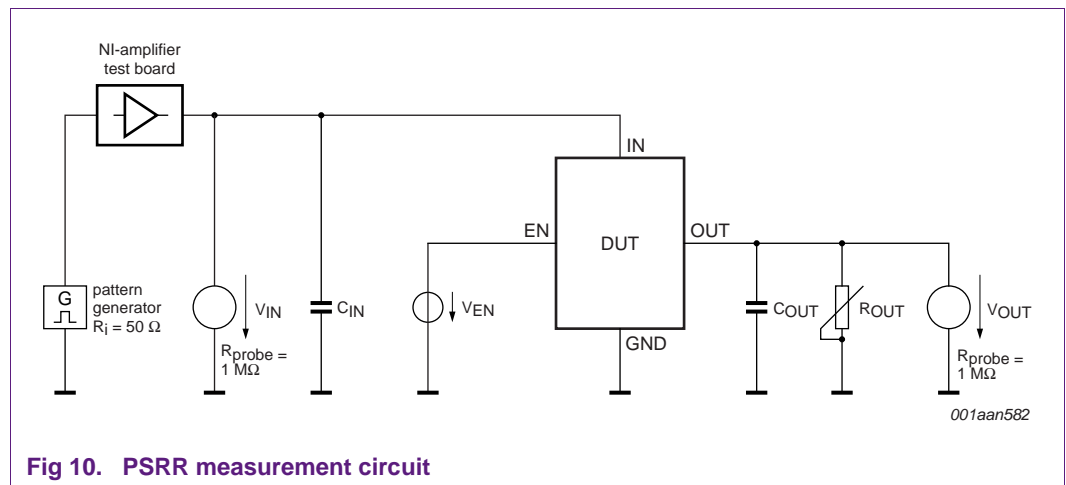 NI-amplifier
test board
IN
EN
DUT
OUT
G
pattern
generator
Ri = 50 Ω
VIN
Rprobe =
1 MΩ
CIN
VEN
GND
COUT
ROUT
VOUT
Rprobe =
1 MΩ
001aan582
Fig 10. PSRR measurement circuit